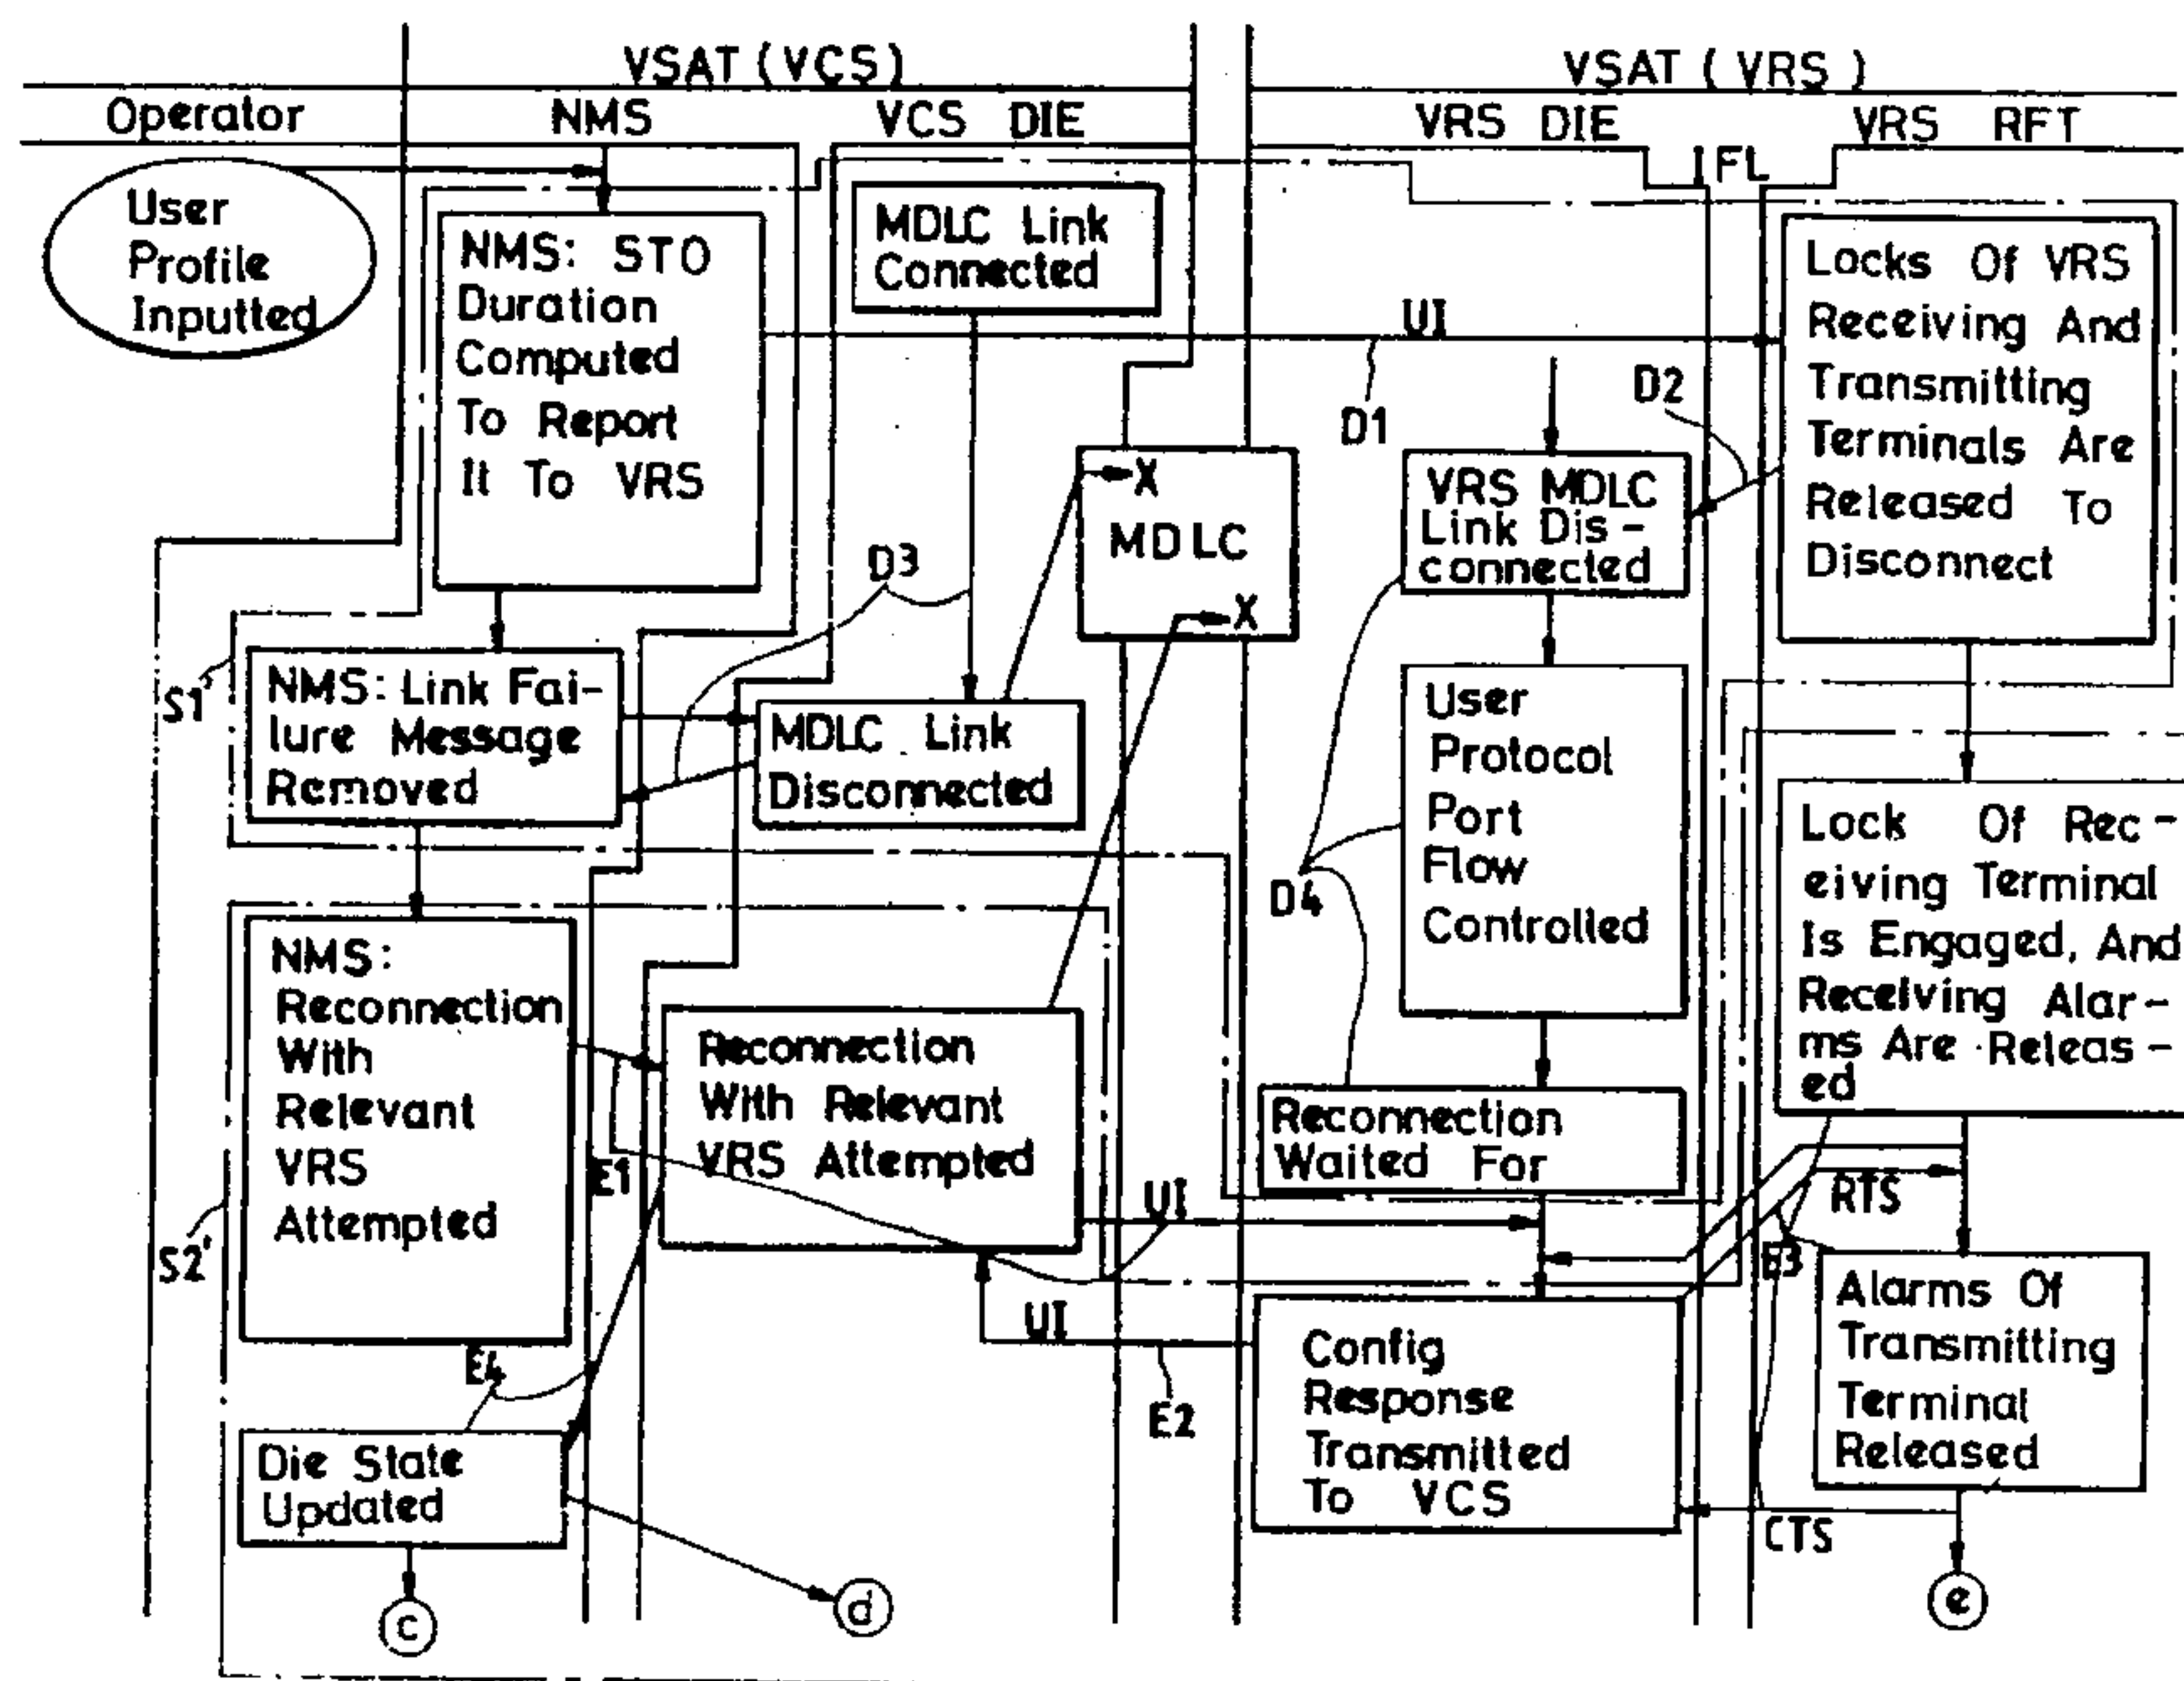 VSAT (VCS)
VSAT ( VRS )
Operator
NMS
VCS DIE
VRS DIE
IFL
VRS RFT
User
Profile
Inputted
NMS: STO
Duration
Computed
To Report
It To VRS
MDLC Link
Connected
UI
D1
D2
Locks Of VRS
Receiving And
Transmitting
Terminals Are
Released To
Disconnect
X
MDLC
X
VRS MDLC
Link Dis-
connected
D3
S1'
NMS: Link Fai-
lure Message
Removed
MDLC Link
Disconnected
User
Protocol
Port
Flow
Controlled
D4
Lock Of Rec-
eiving Terminal
Is Engaged, And
Receiving Alar-
ms Are Releas-
ed
NMS:
Reconnection
With
Relevant
VRS
Attempted
E1
Reconnection
With Relevant
VRS Attempted
Reconnection
Waited For
UI
RTS
S2'
E3
UI
E2
E4
Config
Response
Transmitted
To VCS
Alarms Of
Transmitting
Terminal
Released
Die State
Updated
CTS
c
d
e